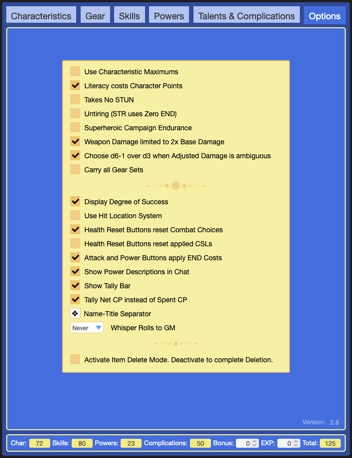 Characteristics Gear Skills Powers Talents & Complications Options
Use Characteristic Maximums
Literacy costs Character Points
Takes No STUN
Untiring (STR uses Zero END)
Superheroic Campaign Endurance
Weapon Damage limited to 2x Base Damage
Choose d6-1 over d3 when Adjusted Damage is ambiguous
Carry all Gear Sets
Display Degree of Success
Use Hit Location System
Health Reset Buttons reset Combat Choices
Health Reset Buttons reset applied CSLs
Attack and Power Buttons apply END Costs
Show Power Descriptions in Chat
Show Tally Bar
Tally Net CP instead of Spent CP
Name-Title Separator
Never Whisper Rolls to GM
Activate Item Delete Mode. Deactivate to complete Deletion.
Version: 3.8
Char: 72 Skills: 80 Powers: 23 Complications: 50 Bonus: 0 EXP: 0 Total: 125